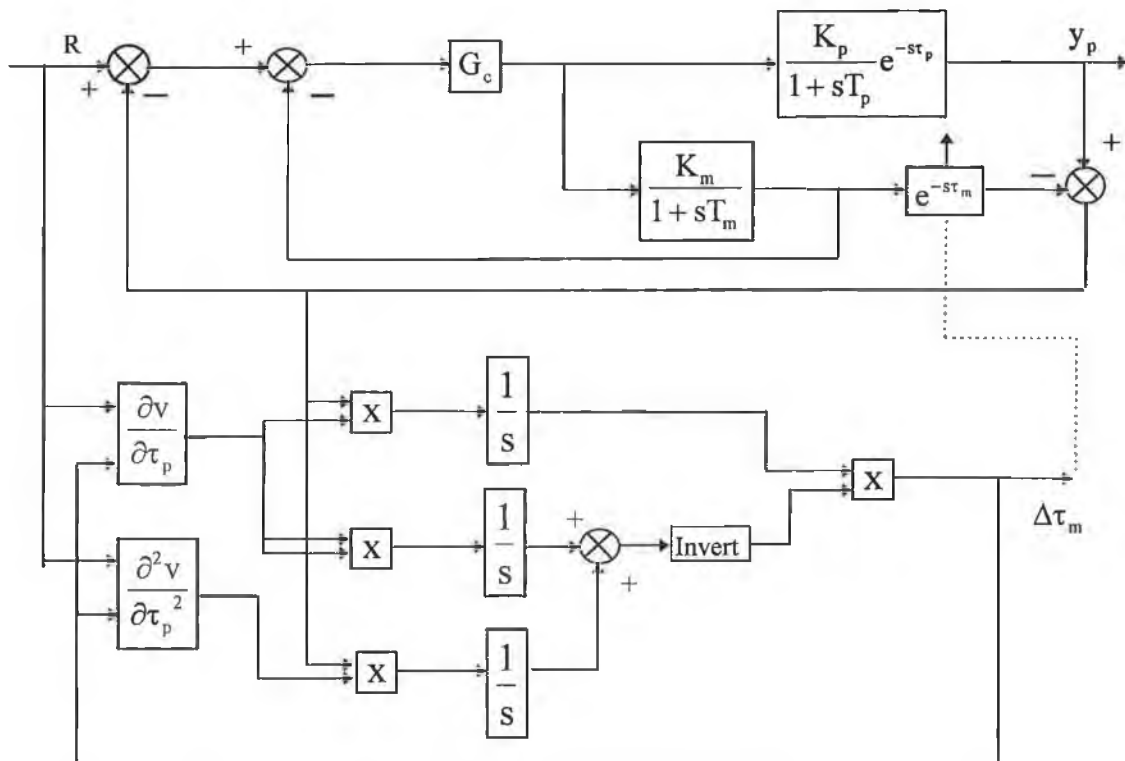 R
+
−
+
−
G_c
K_p / (1 + sT_p) e^{-sτ_p}
y_p
K_m / (1 + sT_m)
e^{-sτ_m}
−
+
∂v / ∂τ_p
X
1 / s
X
Δτ_m
∂²v / ∂τ_p²
X
1 / s
+
+
Invert
X
1 / s